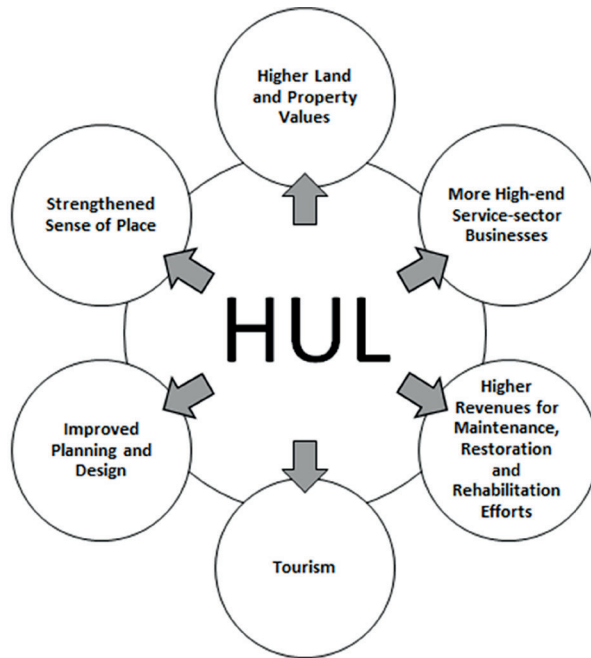 Higher Land
and Property
Values
Strengthened
Sense of Place
More High-end
Service-sector
Businesses
HUL
Improved
Planning and
Design
Higher
Revenues for
Maintenance,
Restoration
and
Rehabilitation
Efforts
Tourism